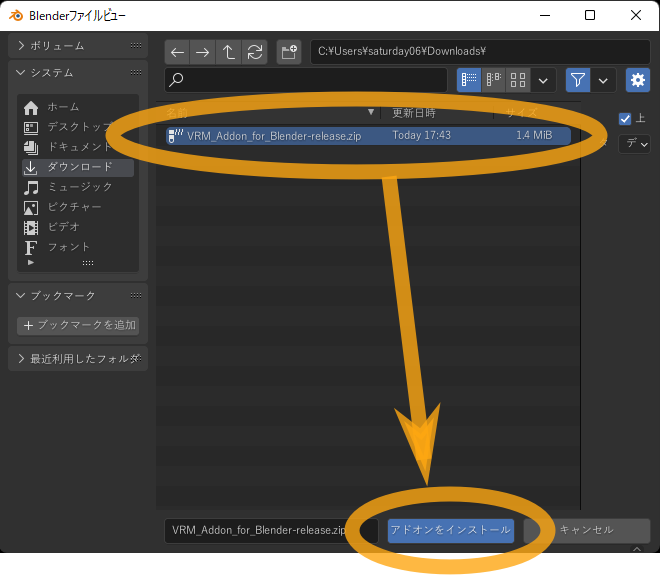 Blenderファイルビュー
ボリューム
システム
ホーム
デスクトップ
ドキュメント
ダウンロード
ミュージック
ピクチャー
ビデオ
フォント
ブックマーク
ブックマークを追加
最近利用したフォルダ
C:¥Users¥saturday06¥Downloads¥
名前 更新日時 サイズ
VRM_Addon_for_Blender-release.zip Today 17:43 1.4 MiB
上
デ
VRM_Addon_for_Blender-release.zip アドオンをインストール キャンセル